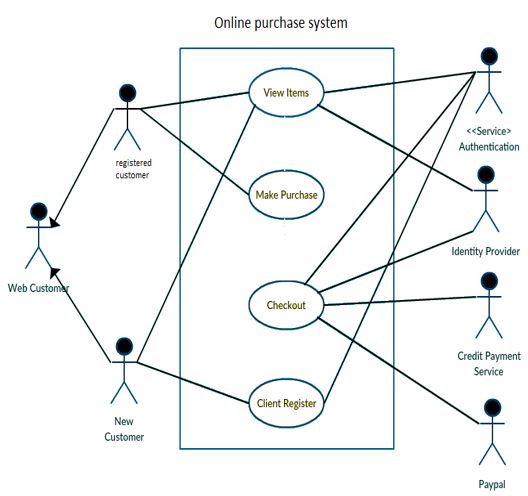 Online purchase system
View Items
<<Service>
Authentication
registered
customer
Make Purchase
Identity Provider
Web Customer
Checkout
Credit Payment
Service
Client Register
New
Customer
Paypal